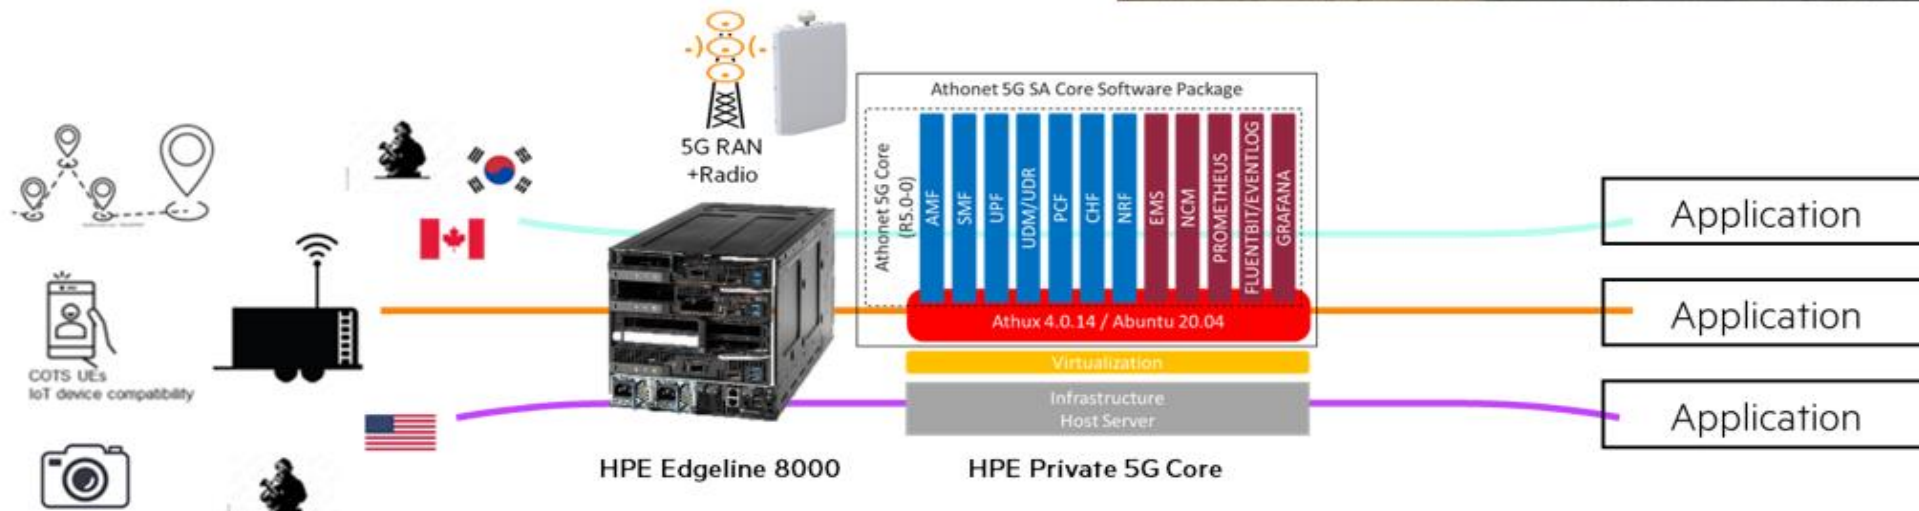 5G RAN
+Radio
Athonet 5G SA Core Software Package
Athonet 5G Core
(R5.0-0)
AMF
SMF
UPF
UDM/UDR
PCF
CHF
NRF
EMS
NCM
PROMETHEUS
FLUENTBIT/EVENTLOG
GRAFANA
Athux 4.0.14 / Abuntu 20.04
Virtualization
Infrastructure
Host Server
HPE Edgeline 8000
HPE Private 5G Core
COTS UEs
IoT device compatibility
Application
Application
Application